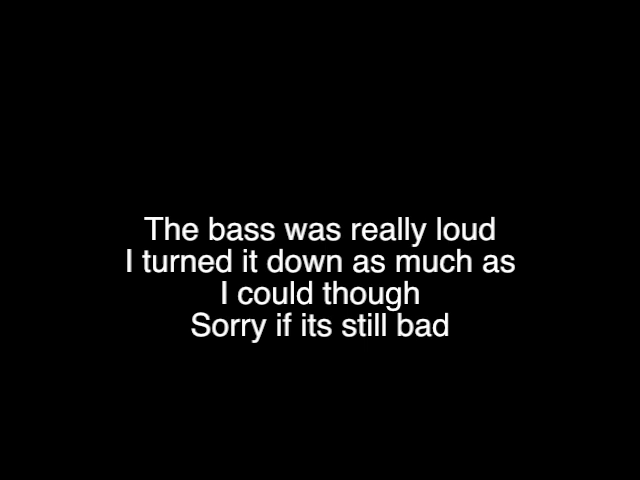 The bass was really loud
I turned it down as much as
I could though
Sorry if its still bad